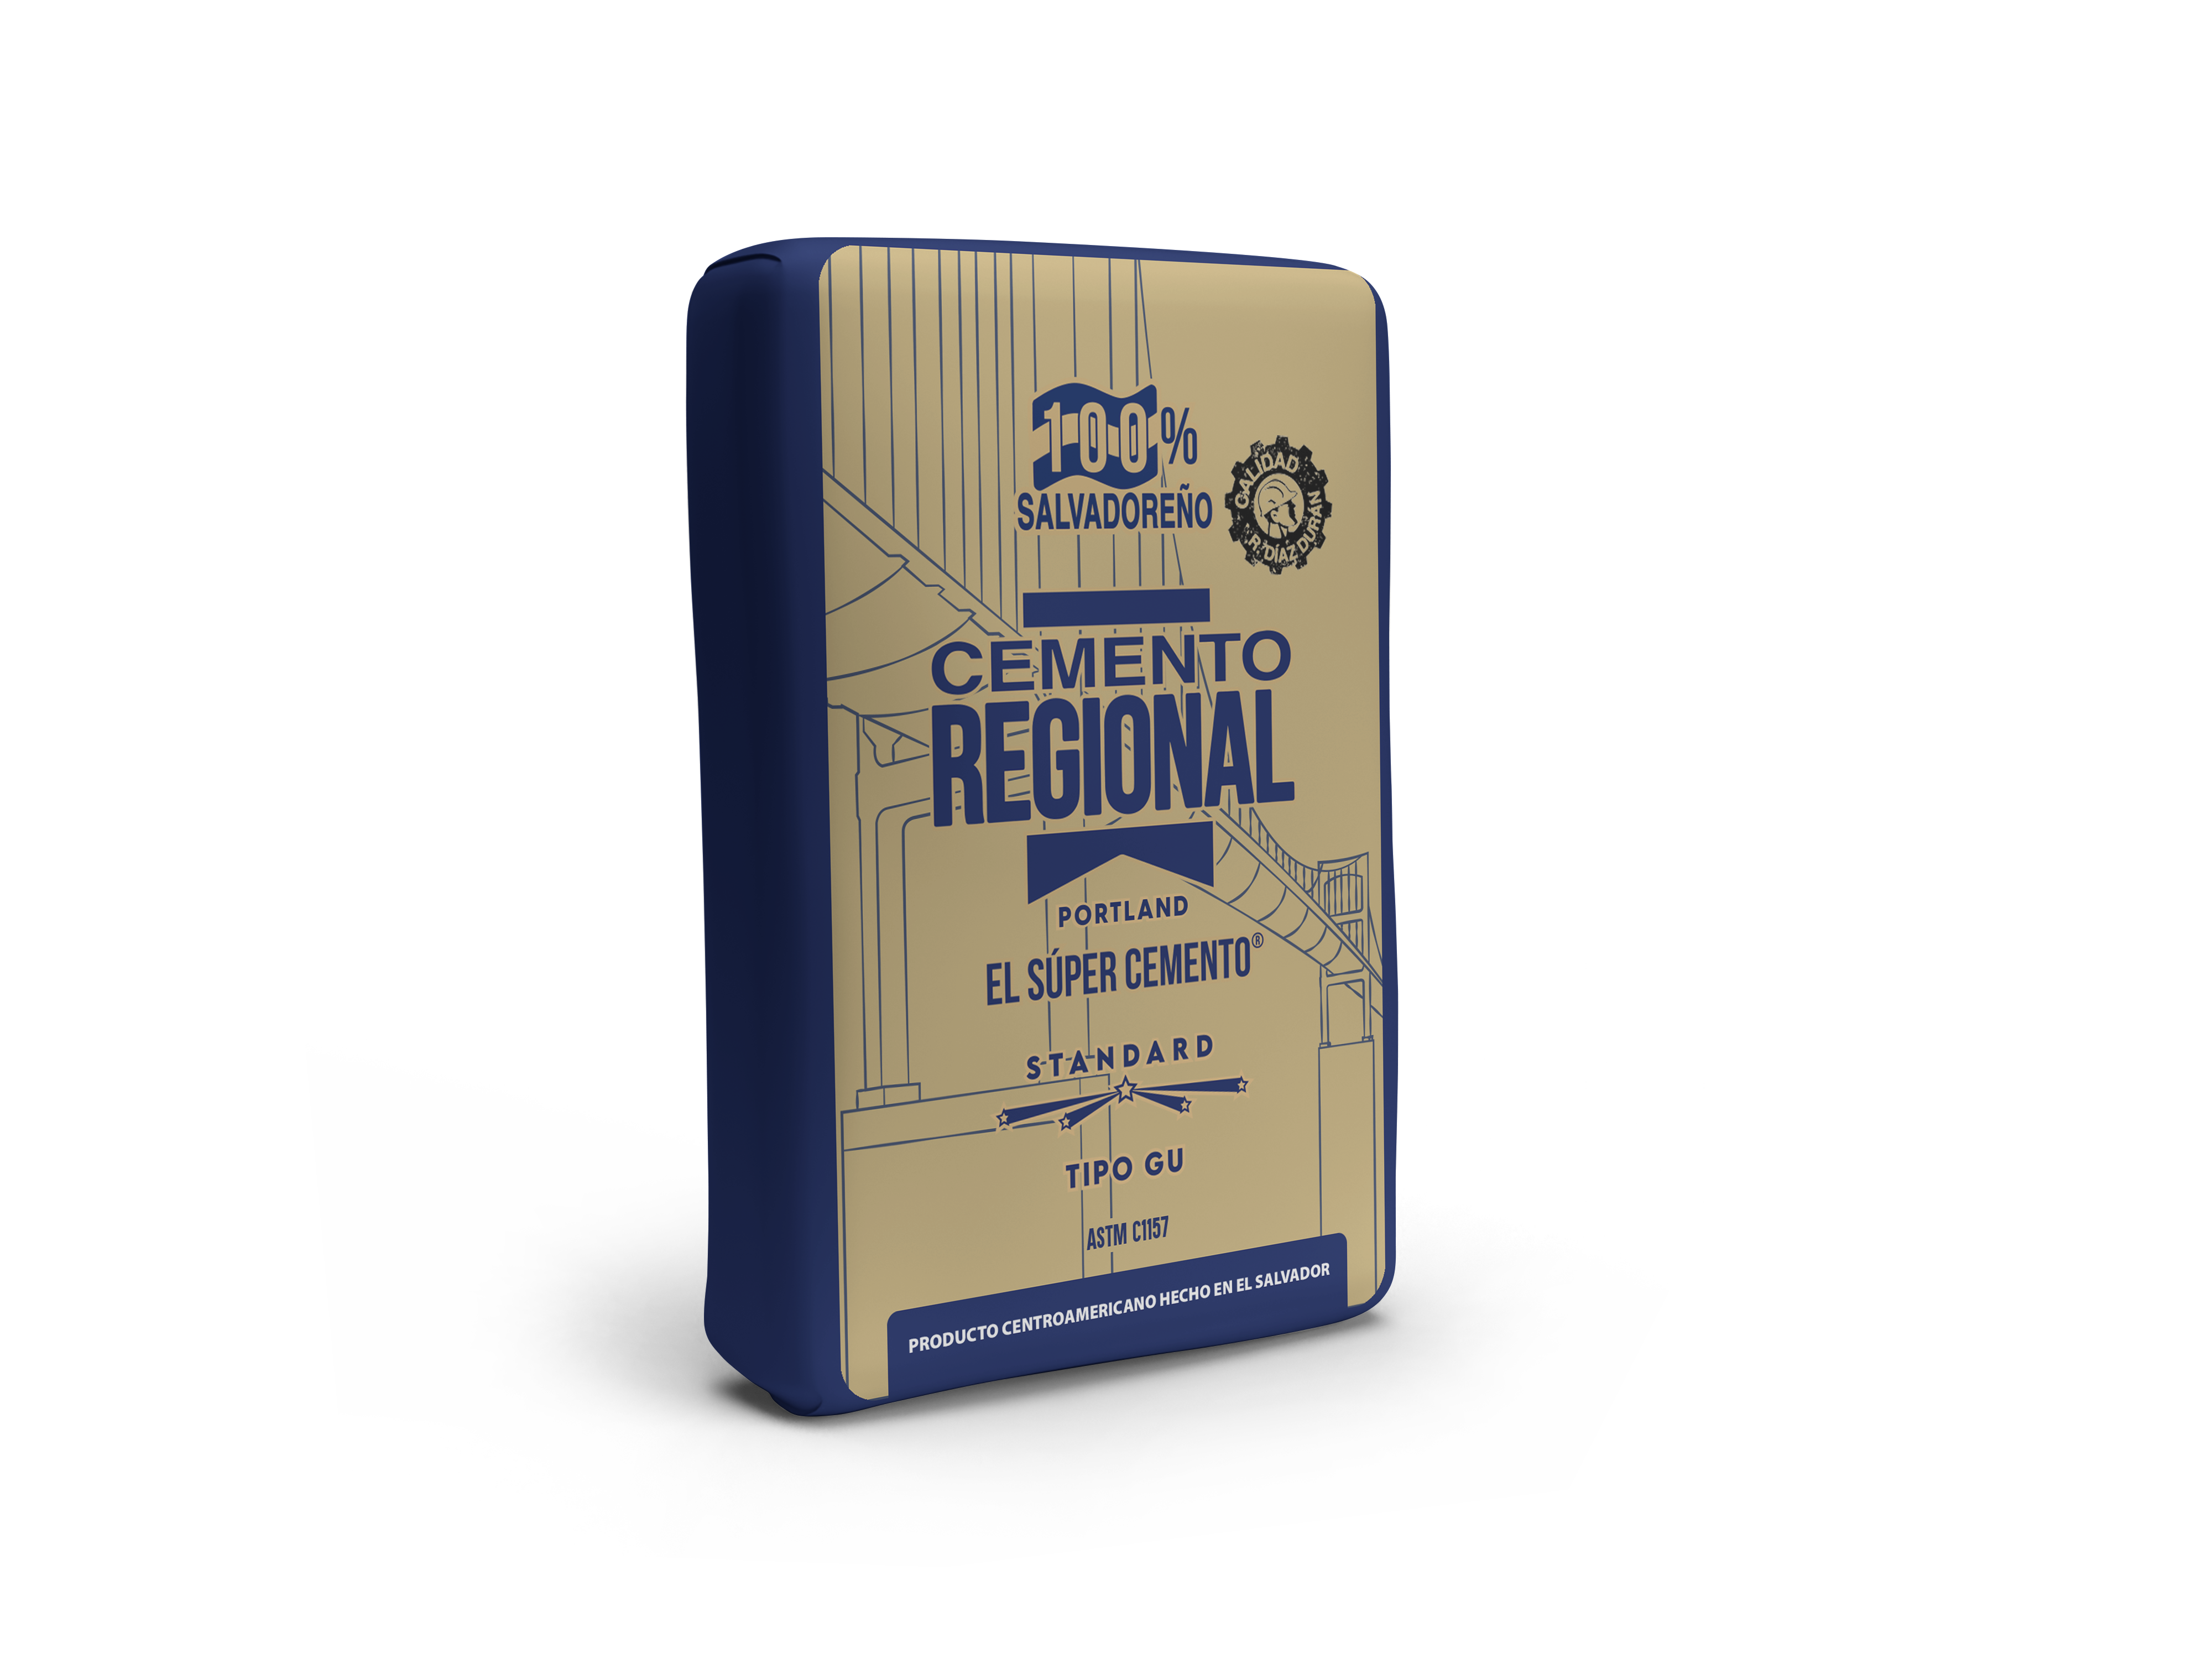 100%
SALVADOREÑO
CALIDAD
R. DÍAZ DURÁN
CEMENTO
REGIONAL
PORTLAND
EL SÚPER CEMENTO®
STANDARD
TIPO GU
ASTM C1157
PRODUCTO CENTROAMERICANO HECHO EN EL SALVADOR